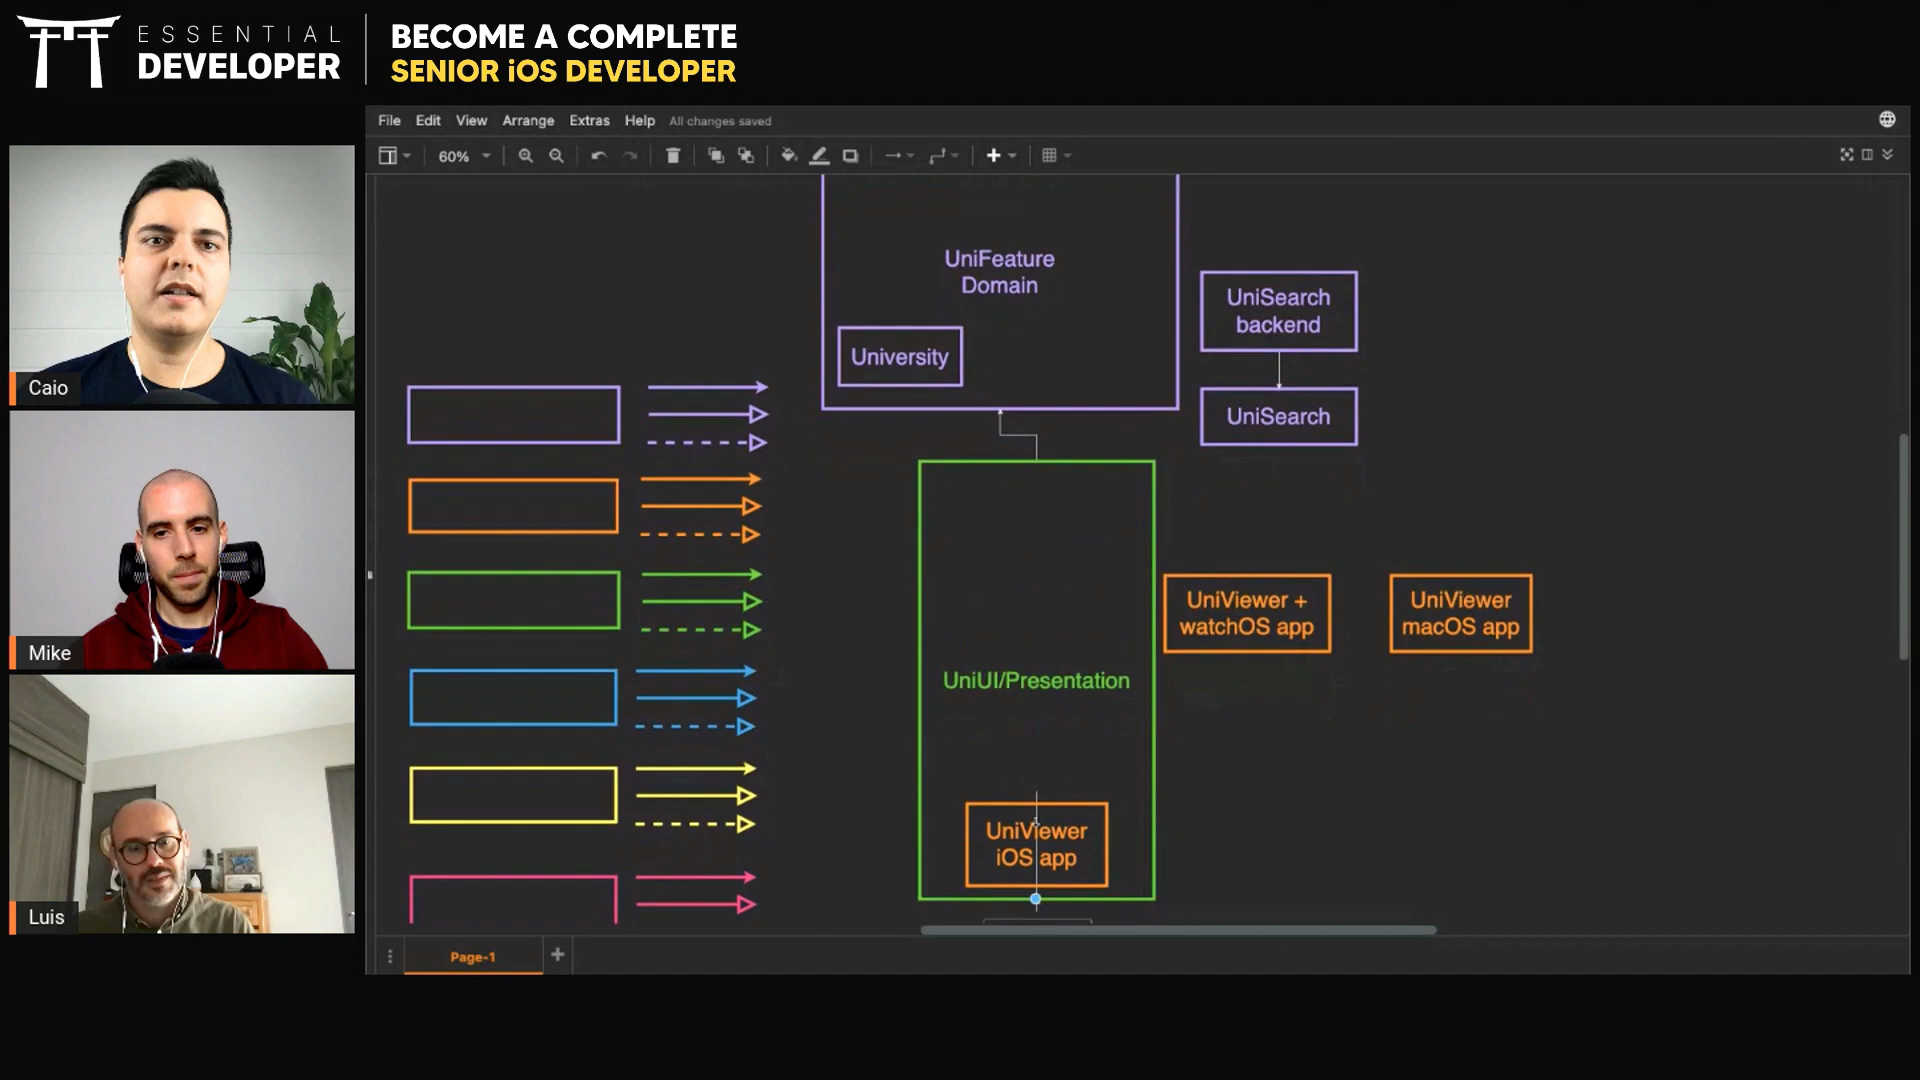 ESSENTIAL
DEVELOPER
BECOME A COMPLETE
SENIOR iOS DEVELOPER
File Edit View Arrange Extras Help All changes saved
60%
Caio
Mike
Luis
UniFeature
Domain
University
UniSearch
backend
UniSearch
UniUI/Presentation
UniViewer +
watchOS app
UniViewer
macOS app
UniViewer
iOS app
Page-1